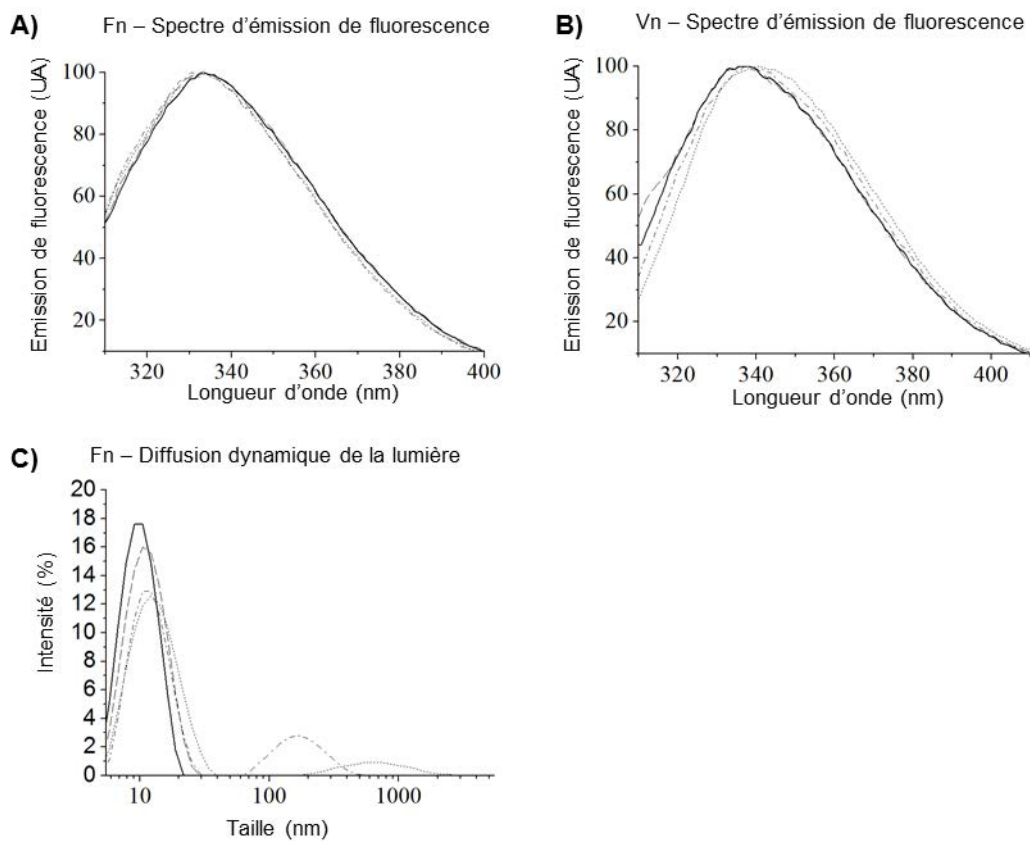 A)
Fn – Spectre d'émission de fluorescence
Emission de fluorescence (UA)
100
80
60
40
20
320
340
360
380
400
Longueur d'onde (nm)
B)
Vn – Spectre d'émission de fluorescence
Emission de fluorescence (UA)
100
80
60
40
20
320
340
360
380
400
Longueur d'onde (nm)
C)
Fn – Diffusion dynamique de la lumière
Intensité (%)
20
18
16
14
12
10
8
6
4
2
0
10
100
1000
Taille (nm)